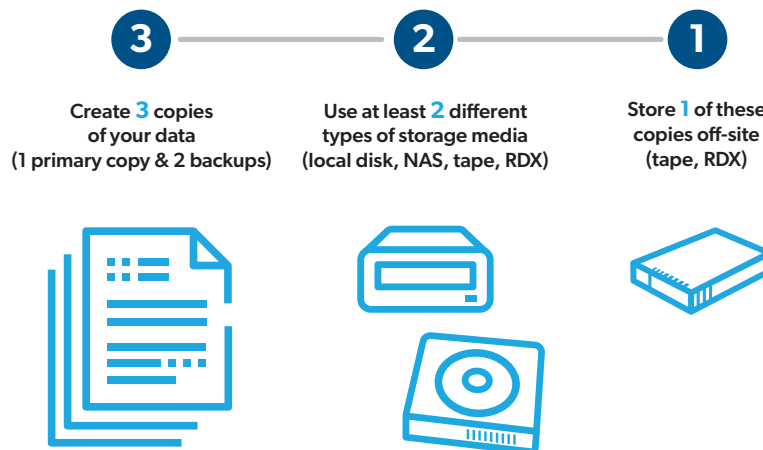 3
2
1
Create 3 copies
of your data
(1 primary copy & 2 backups)
Use at least 2 different
types of storage media
(local disk, NAS, tape, RDX)
Store 1 of these
copies off-site
(tape, RDX)